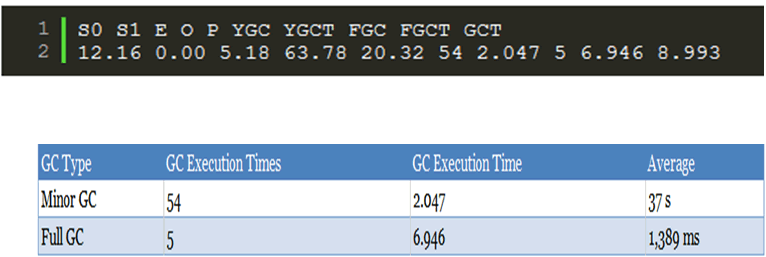 1 S0 S1 E O P YGC YGCT FGC FGCT GCT
2 12.16 0.00 5.18 63.78 20.32 54 2.047 5 6.946 8.993
GC Type GC Execution Times GC Execution Time Average
Minor GC 54 2.047 37 s
Full GC 5 6.946 1,389 ms